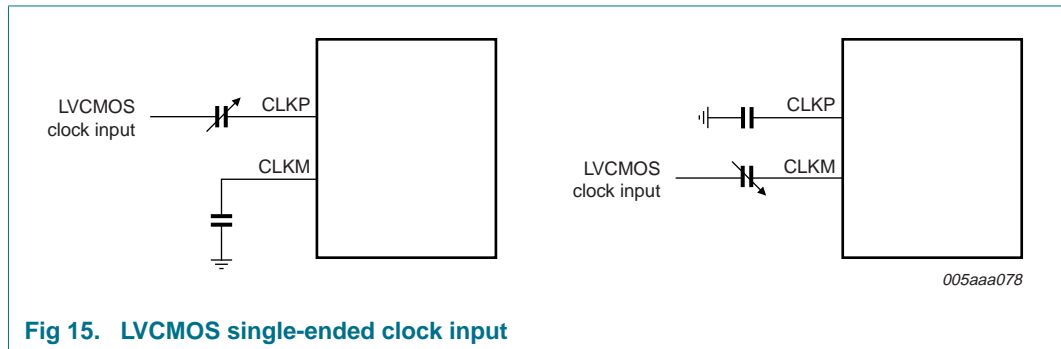 LVCMOS
clock input
CLKP
CLKM
CLKP
LVCMOS
clock input
CLKM
005aaa078
Fig 15. LVCMOS single-ended clock input